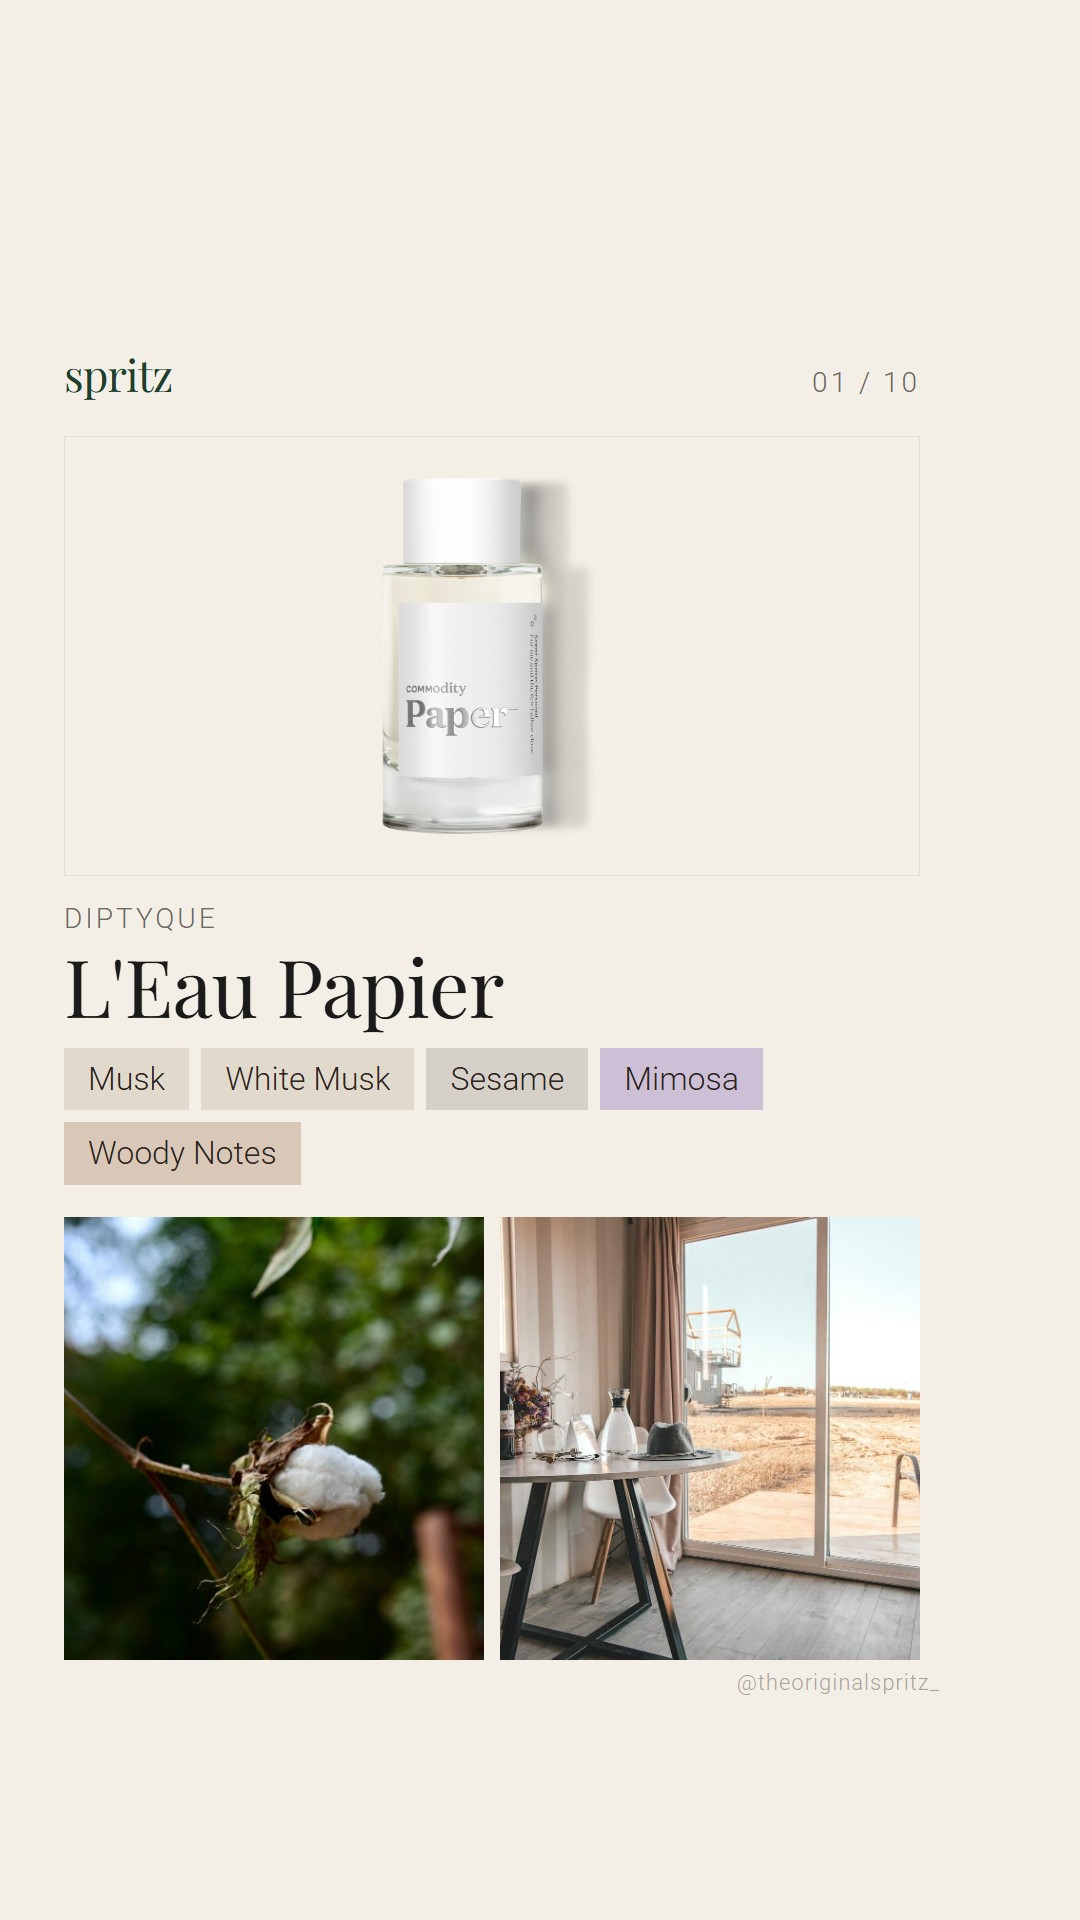 spritz
01 / 10
COMModity
Paper
DIPTYQUE
L'Eau Papier
Musk
White Musk
Sesame
Mimosa
Woody Notes
@theoriginalspritz_